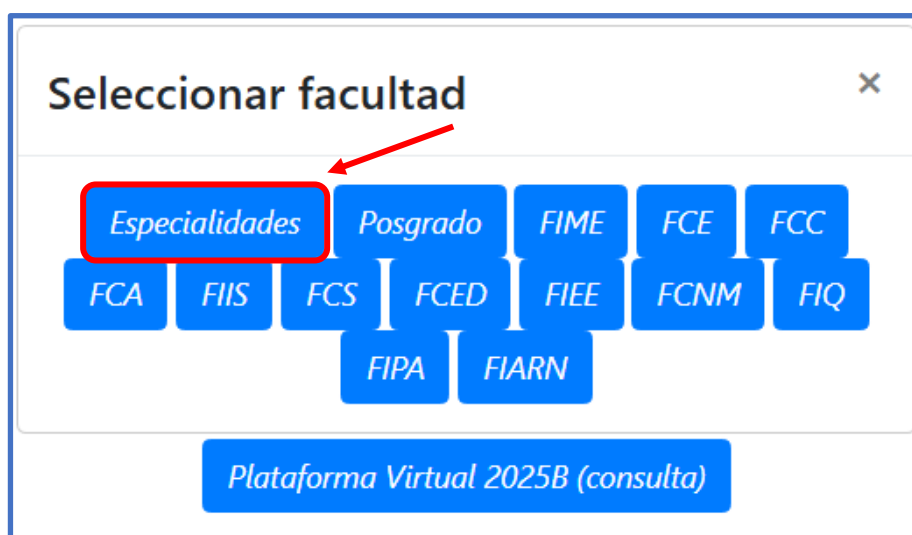 Seleccionar facultad ×
Especialidades Posgrado FIME FCE FCC
FCA FIIS FCS FCED FIEE FCNM FIQ
FIPA FIARN
Plataforma Virtual 2025B (consulta)